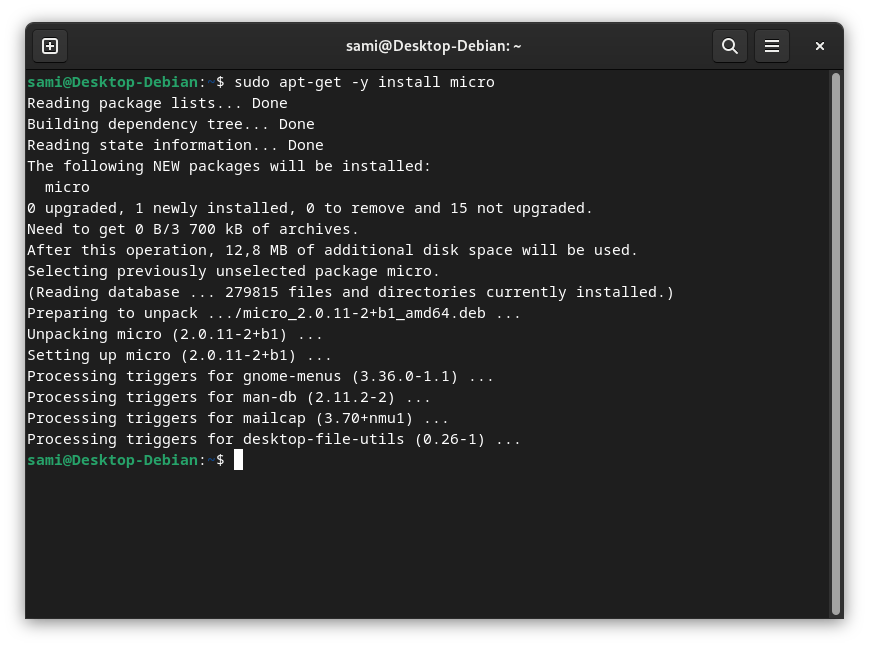 sami@Desktop-Debian: ~
sami@Desktop-Debian:~$ sudo apt-get -y install micro
Reading package lists... Done
Building dependency tree... Done
Reading state information... Done
The following NEW packages will be installed:
  micro
0 upgraded, 1 newly installed, 0 to remove and 15 not upgraded.
Need to get 0 B/3 700 kB of archives.
After this operation, 12,8 MB of additional disk space will be used.
Selecting previously unselected package micro.
(Reading database ... 279815 files and directories currently installed.)
Preparing to unpack .../micro_2.0.11-2+b1_amd64.deb ...
Unpacking micro (2.0.11-2+b1) ...
Setting up micro (2.0.11-2+b1) ...
Processing triggers for gnome-menus (3.36.0-1.1) ...
Processing triggers for man-db (2.11.2-2) ...
Processing triggers for mailcap (3.70+nmu1) ...
Processing triggers for desktop-file-utils (0.26-1) ...
sami@Desktop-Debian:~$